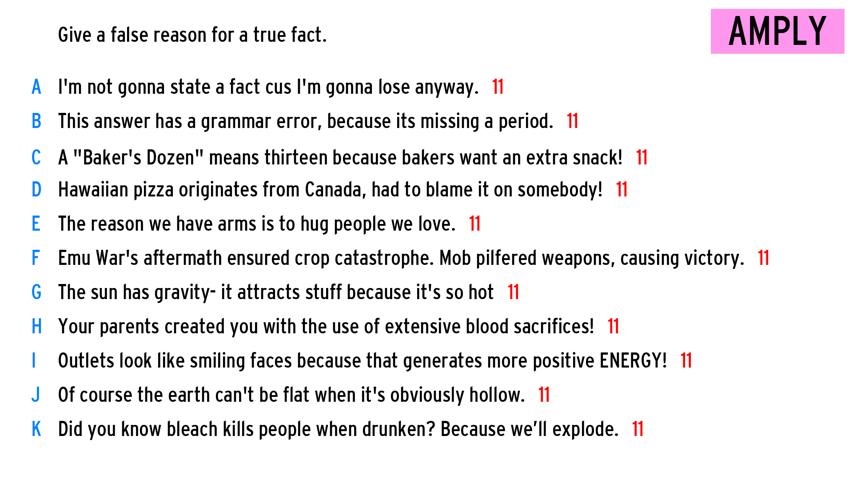 Give a false reason for a true fact.
AMPLY
A I'm not gonna state a fact cus I'm gonna lose anyway. 11
B This answer has a grammar error, because its missing a period. 11
C A "Baker's Dozen" means thirteen because bakers want an extra snack! 11
D Hawaiian pizza originates from Canada, had to blame it on somebody! 11
E The reason we have arms is to hug people we love. 11
F Emu War's aftermath ensured crop catastrophe. Mob pilfered weapons, causing victory. 11
G The sun has gravity- it attracts stuff because it's so hot 11
H Your parents created you with the use of extensive blood sacrifices! 11
I Outlets look like smiling faces because that generates more positive ENERGY! 11
J Of course the earth can't be flat when it's obviously hollow. 11
K Did you know bleach kills people when drunken? Because we’ll explode. 11